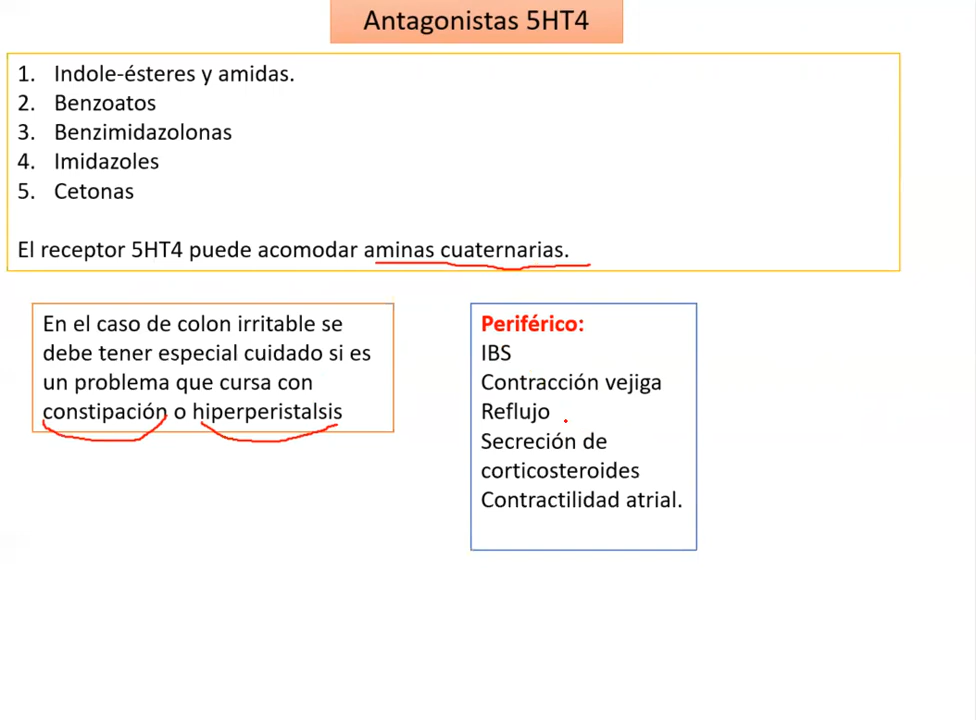 Antagonistas 5HT4
1. Indole-ésteres y amidas.
2. Benzoatos
3. Benzimidazolonas
4. Imidazoles
5. Cetonas
El receptor 5HT4 puede acomodar aminas cuaternarias.
En el caso de colon irritable se
debe tener especial cuidado si es
un problema que cursa con
constipación o hiperperistalsis
Periférico:
IBS
Contracción vejiga
Reflujo
Secreción de
corticosteroides
Contractilidad atrial.